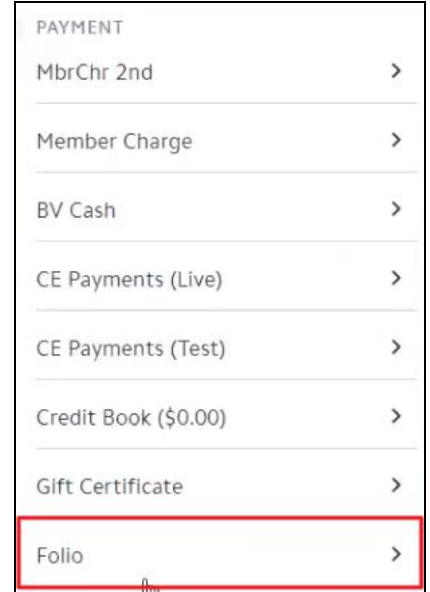 PAYMENT
MbrChr 2nd
Member Charge
BV Cash
CE Payments (Live)
CE Payments (Test)
Credit Book ($0.00)
Gift Certificate
Folio